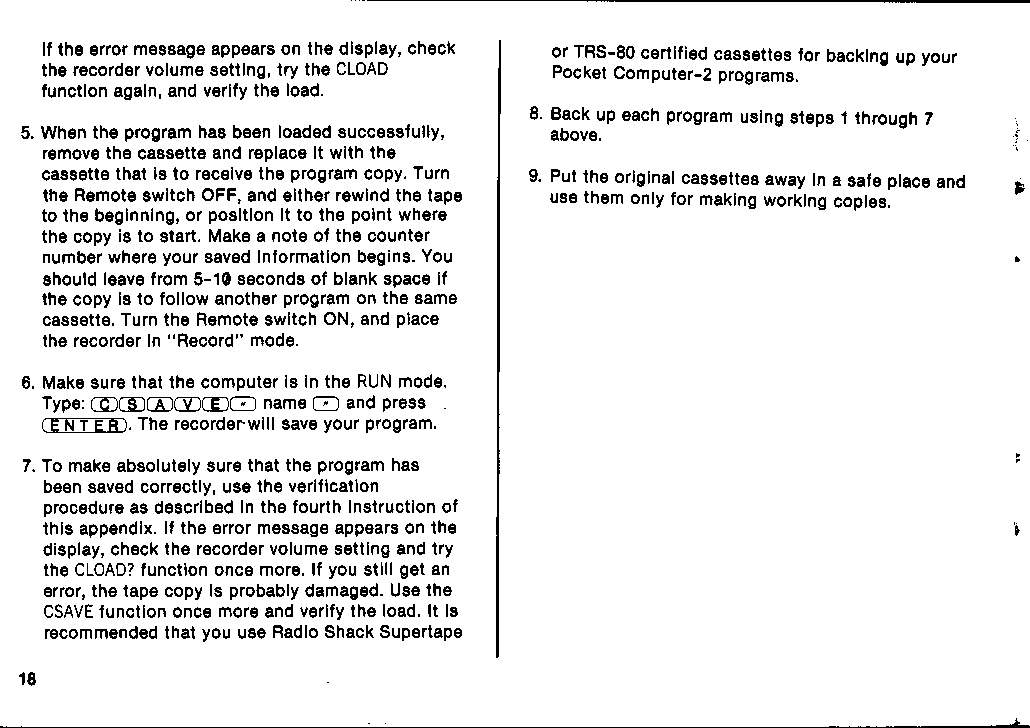 If the error message appears on the display, check
the recorder volume setting, try the CLOAD
function again, and verify the load.
5. When the program has been loaded successfully,
remove the cassette and replace it with the
cassette that is to receive the program copy. Turn
the Remote switch OFF, and either rewind the tape
to the beginning, or position it to the point where
the copy is to start. Make a note of the counter
number where your saved information begins. You
should leave from 5-10 seconds of blank space if
the copy is to follow another program on the same
cassette. Turn the Remote switch ON, and place
the recorder in "Record" mode.
6. Make sure that the computer is in the RUN mode.
Type: C S A V E " name " and press
ENTER. The recorder will save your program.
7. To make absolutely sure that the program has
been saved correctly, use the verification
procedure as described in the fourth instruction of
this appendix. If the error message appears on the
display, check the recorder volume setting and try
the CLOAD? function once more. If you still get an
error, the tape copy is probably damaged. Use the
CSAVE function once more and verify the load. It is
recommended that you use Radio Shack Supertape
18
or TRS-80 certified cassettes for backing up your
Pocket Computer-2 programs.
8. Back up each program using steps 1 through 7
above.
9. Put the original cassettes away in a safe place and
use them only for making working copies.